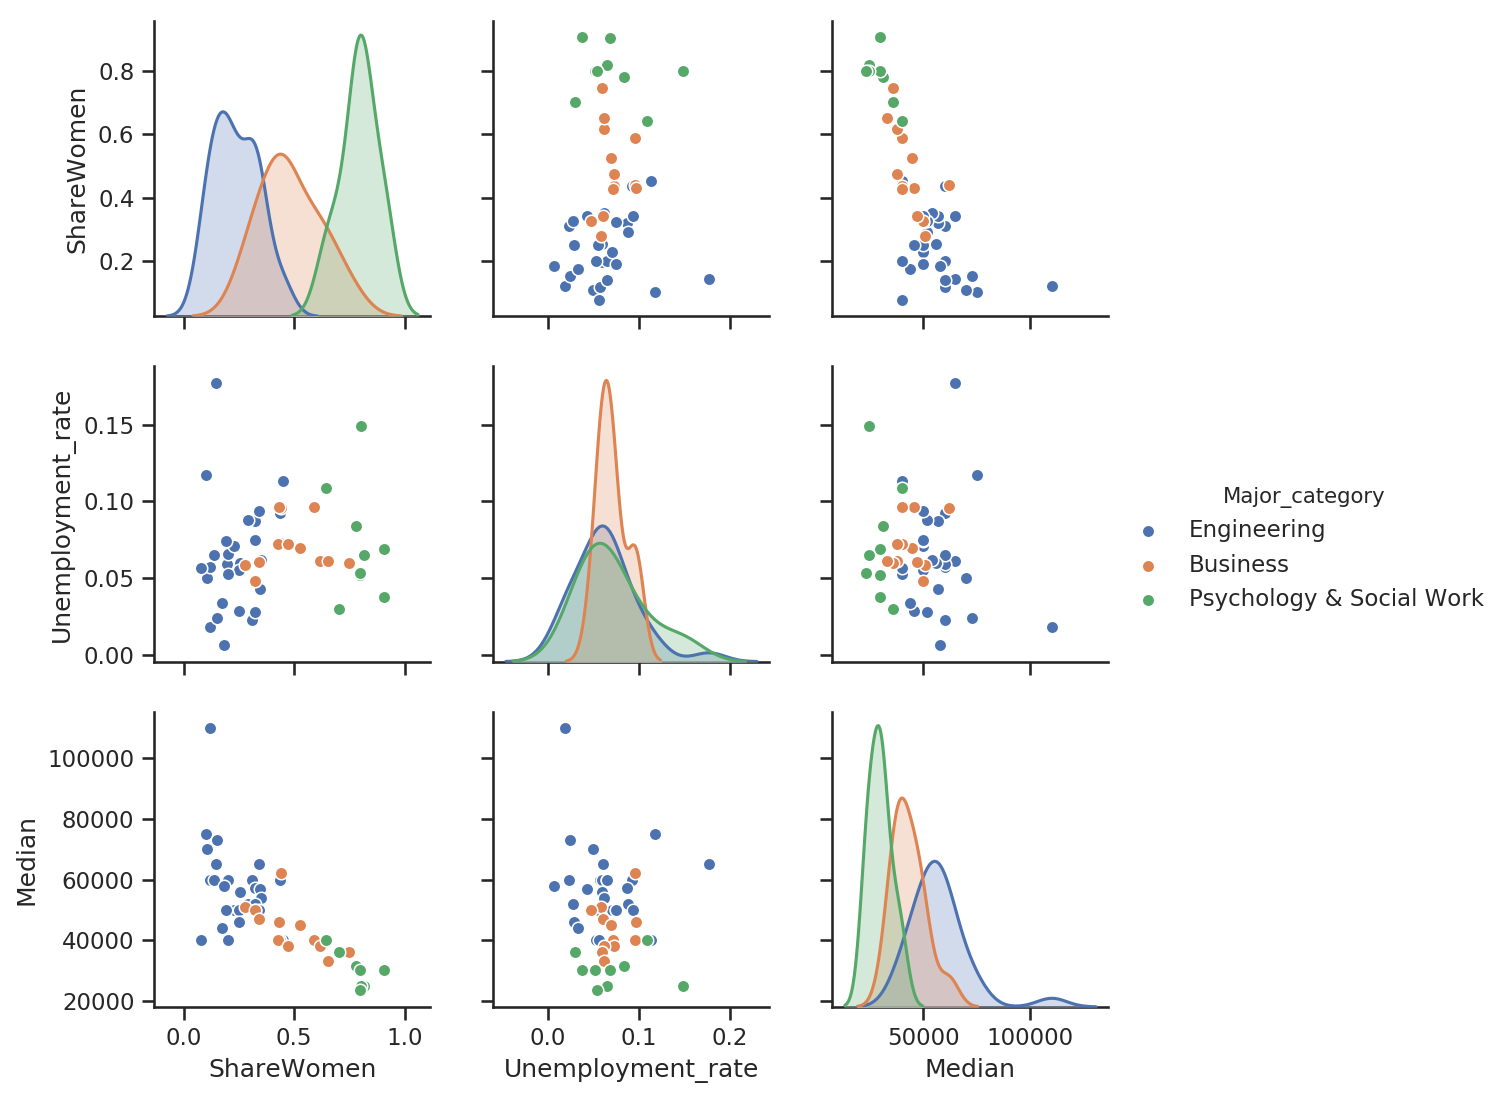 0.8
0.6
0.4
0.2
ShareWomen
0.15
0.10
0.05
0.00
Unemployment_rate
Major_category
Engineering
Business
Psychology & Social Work
100000
80000
60000
40000
20000
Median
0.0 0.5 1.0
ShareWomen
0.0 0.1 0.2
Unemployment_rate
50000 100000
Median